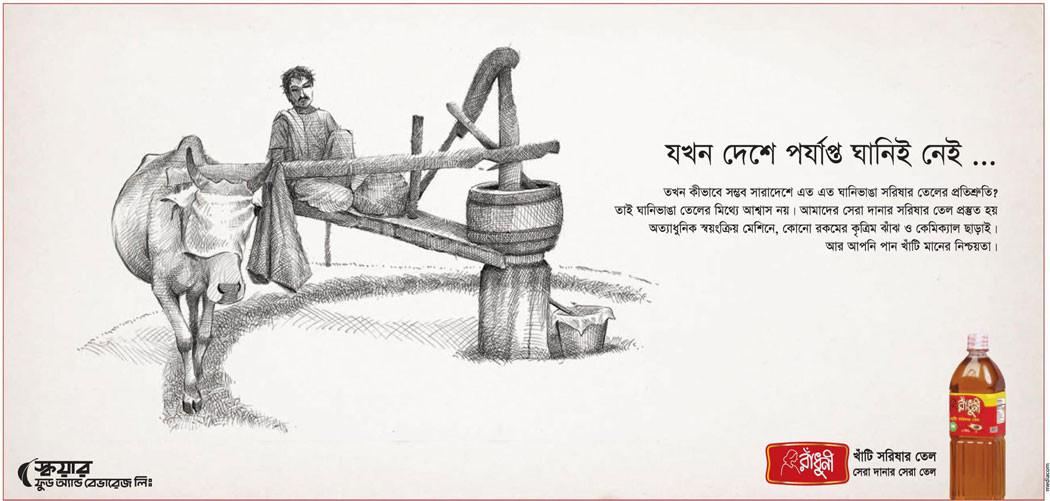 যখন দেশে পর্যাপ্ত ঘানিই নেই ...
তখন কীভাবে সম্ভব সারাদেশে এত এত ঘানিভাঙা সরিষার তেলের প্রতিশ্রুতি?
তাই ঘানিভাঙা তেলের মিথ্যে আশ্বাস নয়। আমাদের সেরা দানার সরিষার তেল প্রস্তুত হয়
অত্যাধুনিক স্বয়ংক্রিয় মেশিনে, কোনো রকমের কৃত্রিম ঝাঁঝ ও কেমিক্যাল ছাড়াই।
আর আপনি পান খাঁটি মানের নিশ্চয়তা।
রাঁধুনী
রাঁধুনী
খাঁটি সরিষার তেল
সেরা দানার সেরা তেল
স্কয়ার
ফুড অ্যান্ড বেভারেজ লিঃ
mediacom